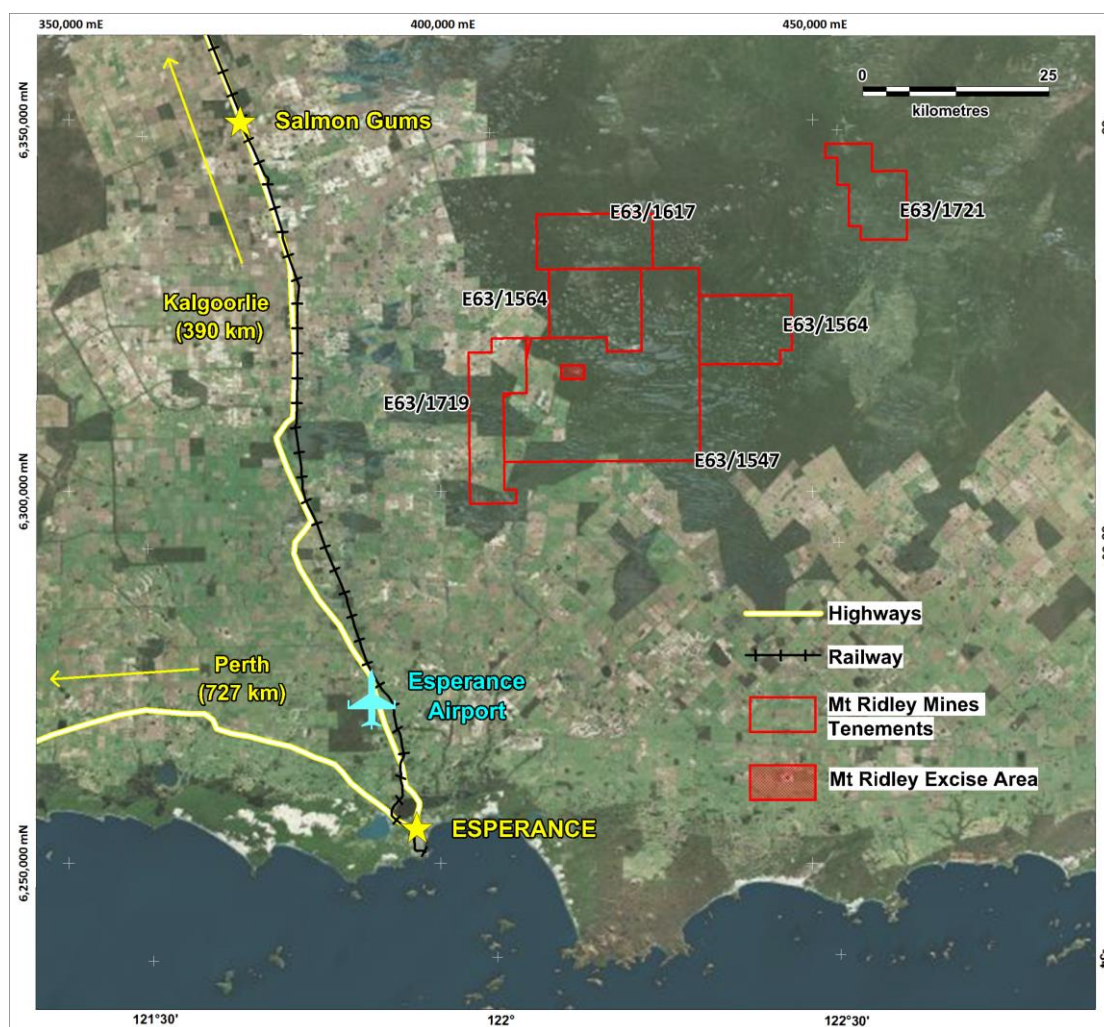 350,000 mE
400,000 mE
450,000 mE
0
25
kilometres
6,350,000 mN
Salmon Gums
E63/1617
E63/1721
Kalgoorlie
(390 km)
E63/1564
E63/1564
E63/1719
E63/1547
6,300,000 mN
Highways
Perth
(727 km)
Railway
Esperance
Airport
Mt Ridley Mines
Tenements
Mt Ridley Excise Area
ESPERANCE
6,250,000 mN
121°30'
122°
122°30'